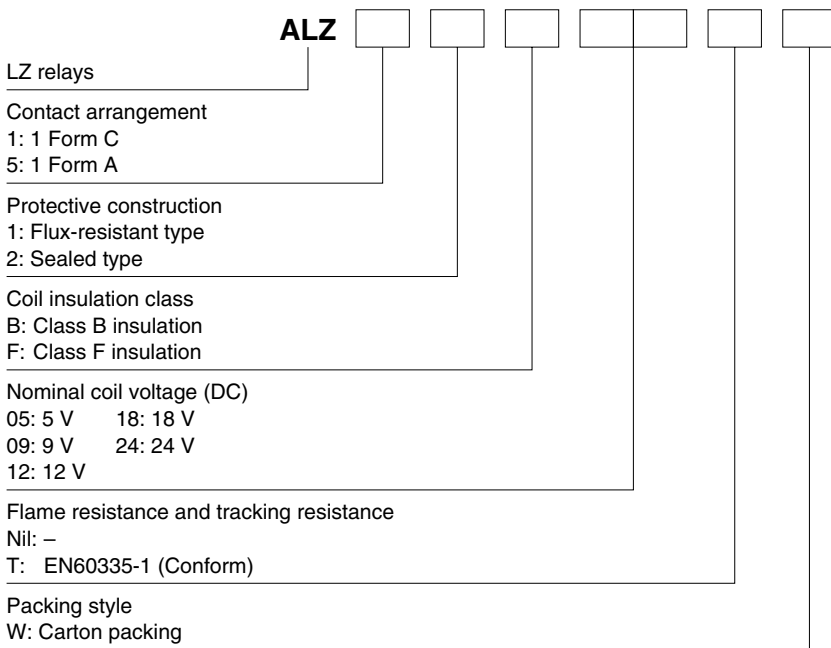 ALZ
LZ relays
Contact arrangement
1: 1 Form C
5: 1 Form A
Protective construction
1: Flux-resistant type
2: Sealed type
Coil insulation class
B: Class B insulation
F: Class F insulation
Nominal coil voltage (DC)
05: 5 V 18: 18 V
09: 9 V 24: 24 V
12: 12 V
Flame resistance and tracking resistance
Nil: –
T: EN60335-1 (Conform)
Packing style
W: Carton packing